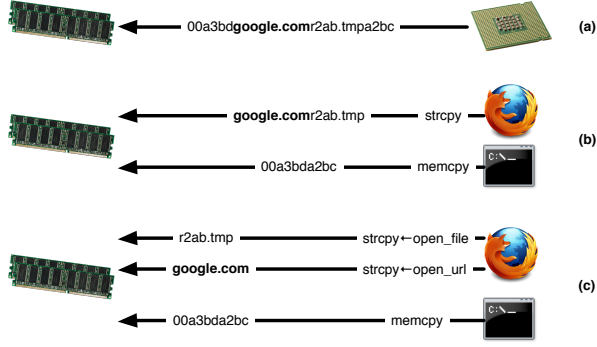 00a3bdgoogle.comr2ab.tmpa2bc (a)
google.comr2ab.tmp strcpy
(b)
00a3bda2bc memcpy C:\_
r2ab.tmp strcpy←open_file
google.com strcpy←open_url
(c)
00a3bda2bc memcpy C:\_